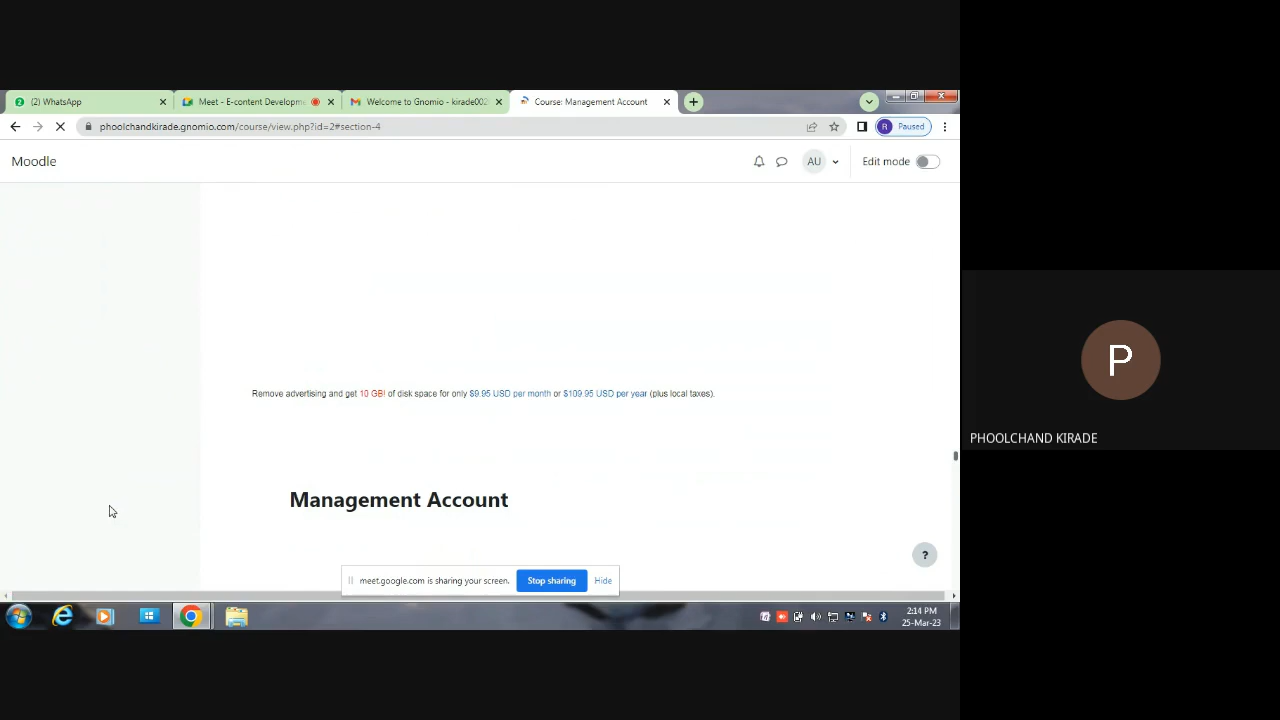 (2) WhatsApp
Meet - E-content Developm
Welcome to Gnomio - kirade002
Course: Management Account
phoolchandkirade.gnomio.com/course/view.php?id=2#section-4
R Paused
Moodle
AU
Edit mode
Remove advertising and get 10 GB! of disk space for only $9.95 USD per month or $109.95 USD per year (plus local taxes).
Management Account
?
meet.google.com is sharing your screen.
Stop sharing
Hide
2:14 PM
25-Mar-23
P
PHOOLCHAND KIRADE